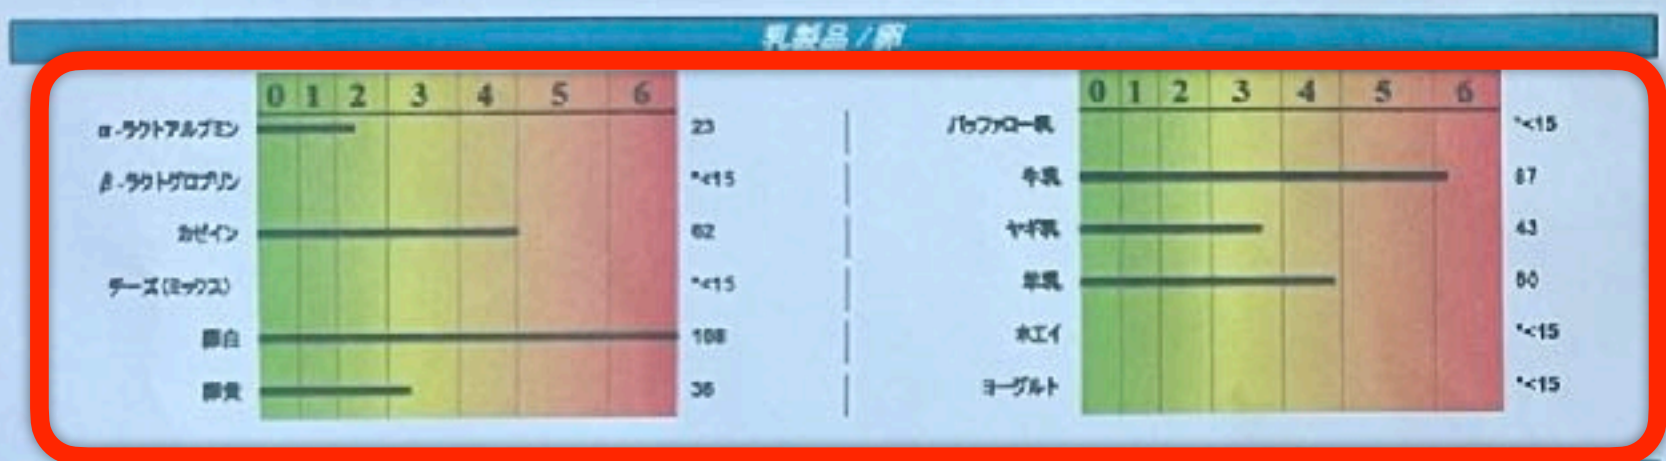 乳製品/卵
0 1 2 3 4 5 6
α-ラクトアルブミン 23
β-ラクトグロブリン *<15
カゼイン 62
チーズ(ミックス) *<15
卵白
卵黄 36
0 1 2 3 4 5 6
バッファロー乳 *<15
牛乳
ヤギ乳 43
羊乳 60
ホエイ *<15
ヨーグルト *<15